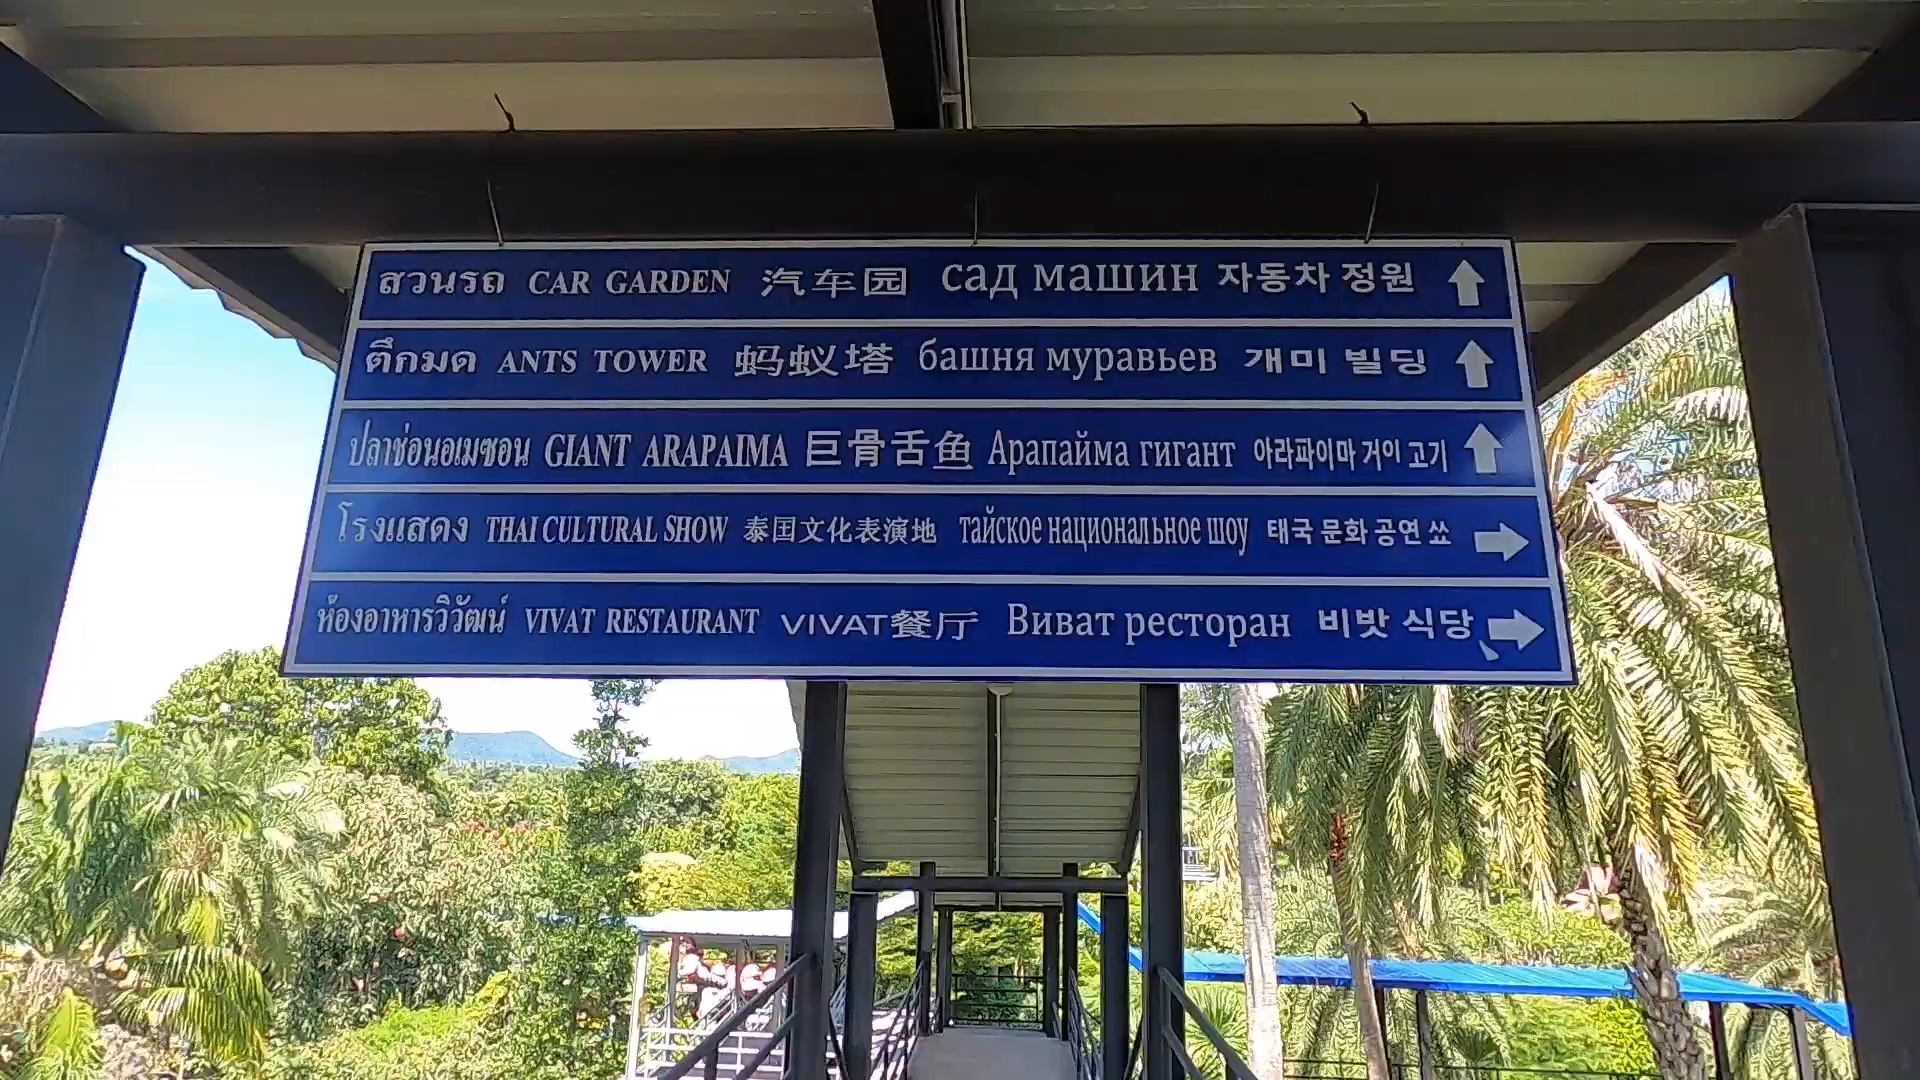 สวนรถ CAR GARDEN 汽车园 сад машин 자동차 정원
ตึกมด ANTS TOWER 蚂蚁塔 башня муравьев 개미 빌딩
ปลาช่อนอเมซอน GIANT ARAPAIMA 巨骨舌鱼 Арапайма гигант 아라파이마 거이 고기
โรงแสดง THAI CULTURAL SHOW 泰国文化表演地 тайское национальное шоу 태국 문화 공연 쑈
ห้องอาหารวิวัฒน์ VIVAT RESTAURANT VIVAT餐厅 Виват ресторан 비밧 식당